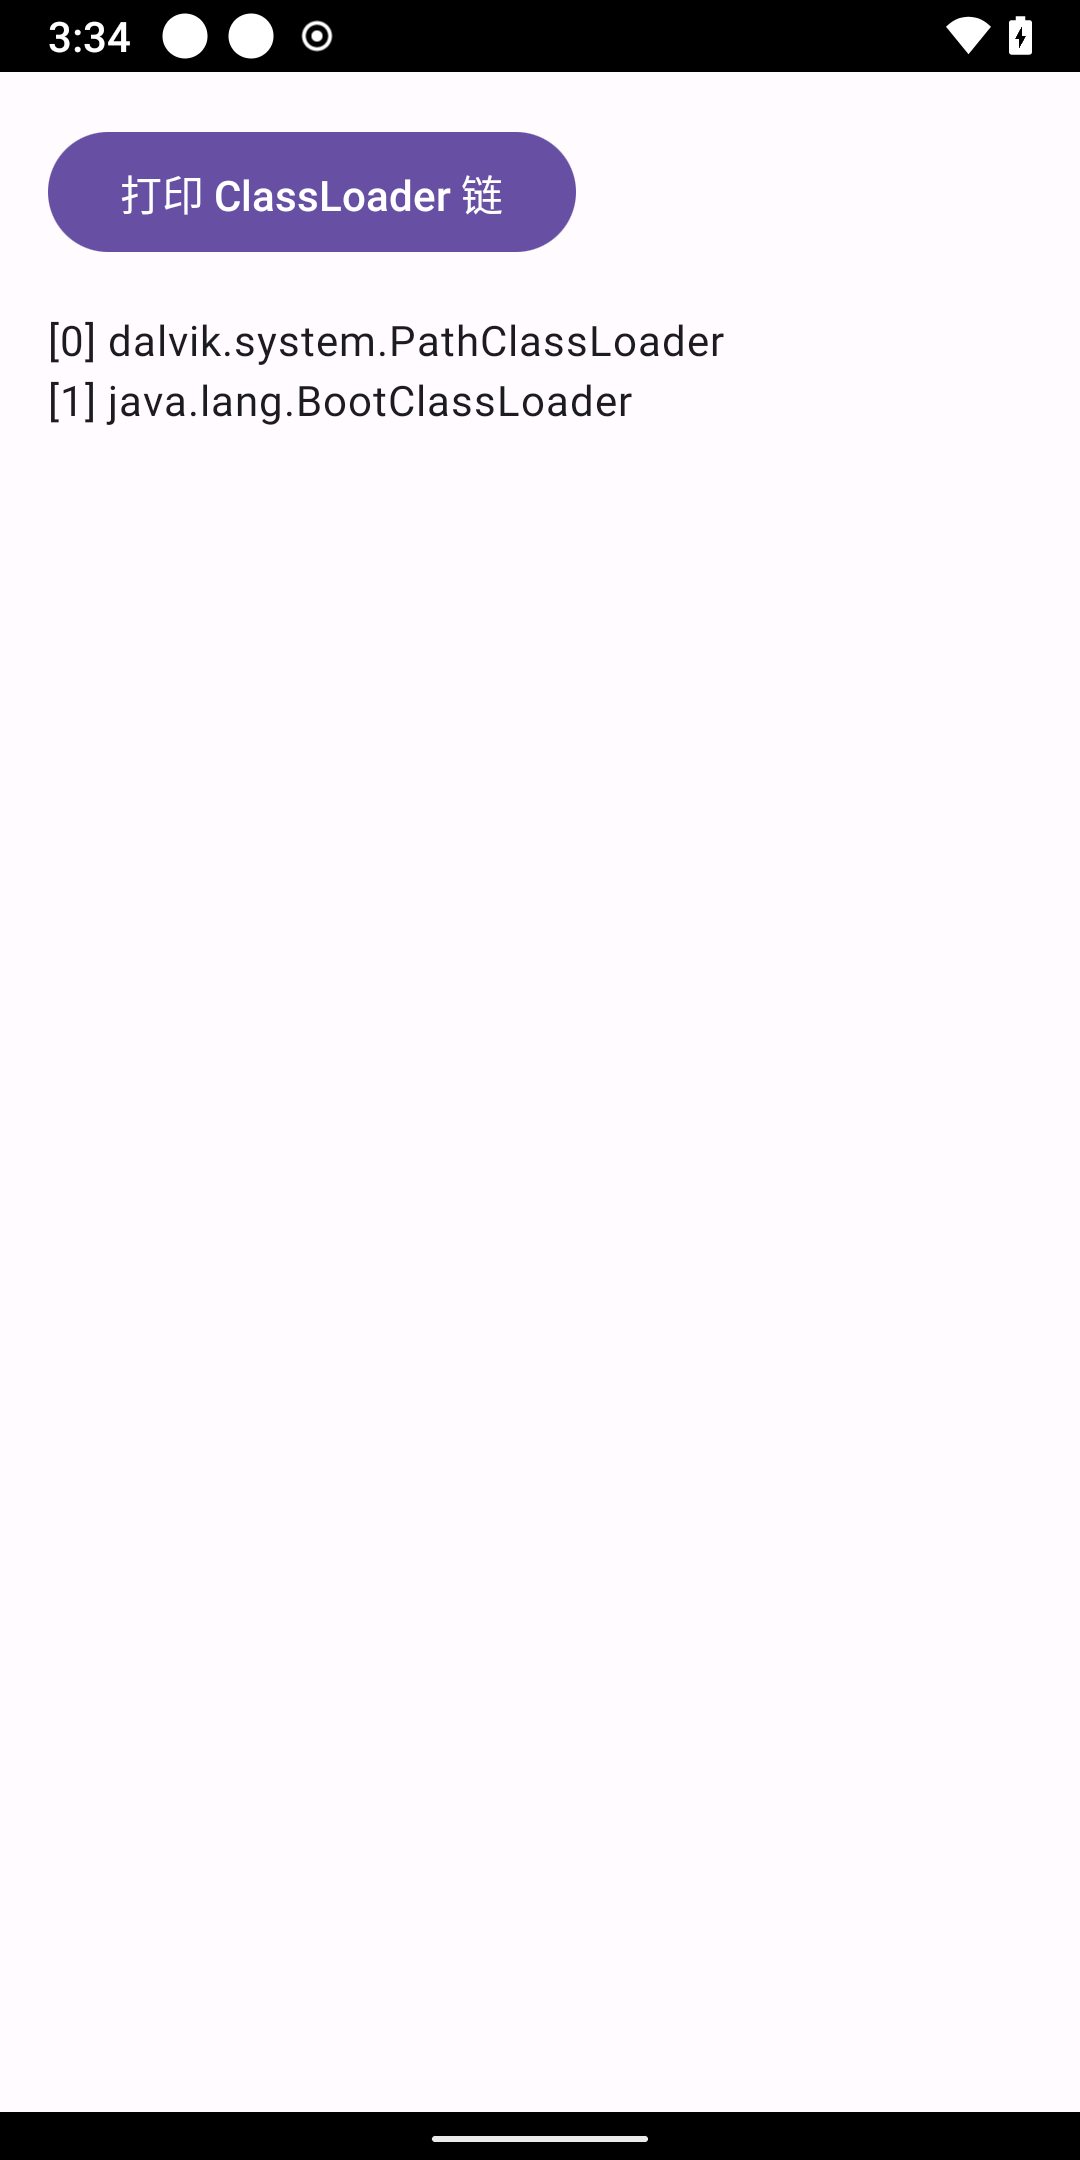 3:34
打印 ClassLoader 链
[0] dalvik.system.PathClassLoader
[1] java.lang.BootClassLoader